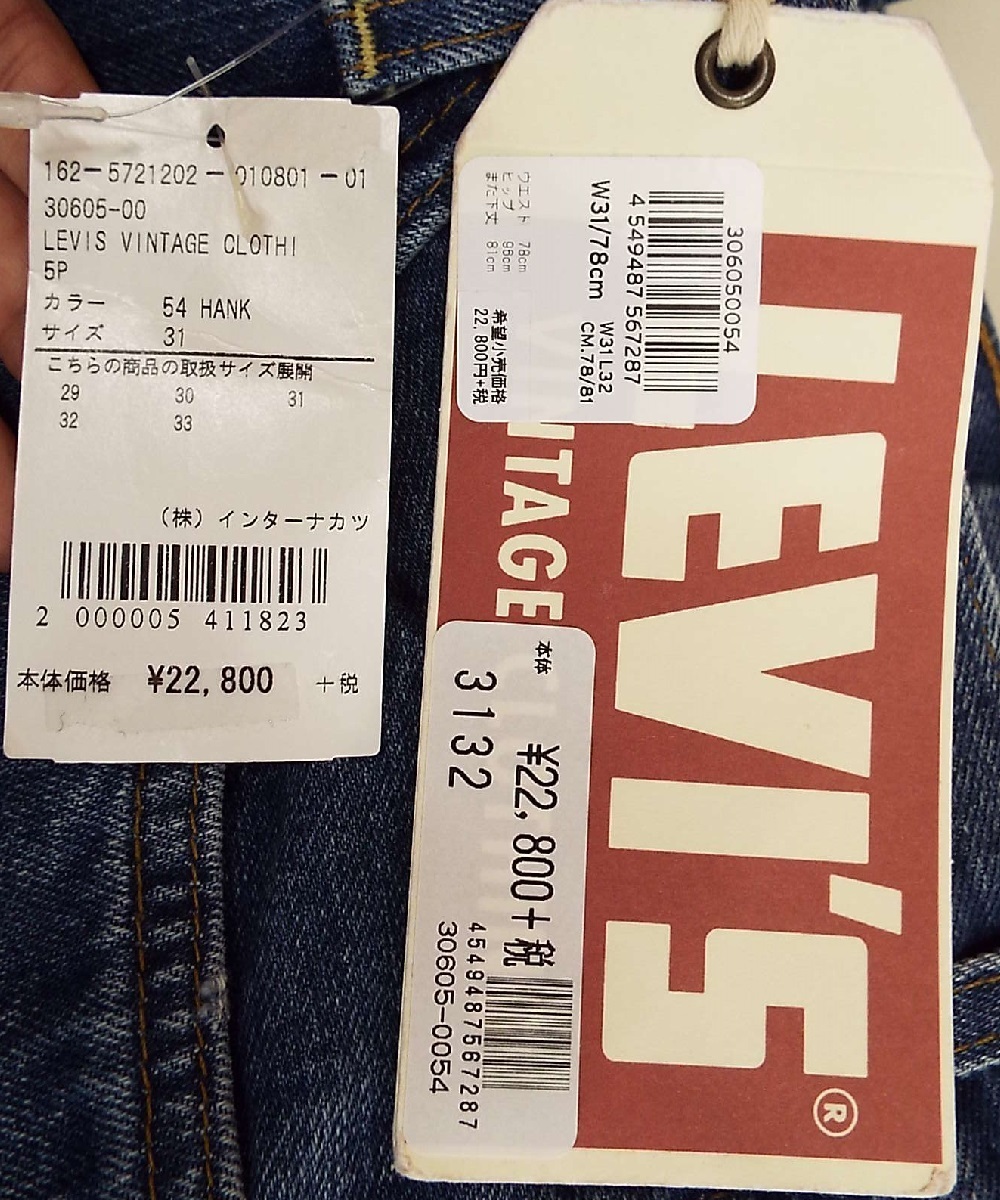 162-5721202-010801-01
30605-00
LEVIS VINTAGE CLOTHI
5P
カラー 54 HANK
サイズ 31
こちらの商品の取扱サイズ展開
29 30 31
32 33
(株)インターナカツ
2 000005 411823
本体価格 ¥22,800 +税
306050054
4 549487 567287
W31L32
CM.78/81
W31/78cm
ウエスト 78cm
ヒップ 98cm
また下丈 81cm
希望小売価格
22,800円+税
LEVI'S®
VINTAGE
本体
¥22,800+税
3132
4549487567287
30605-0054